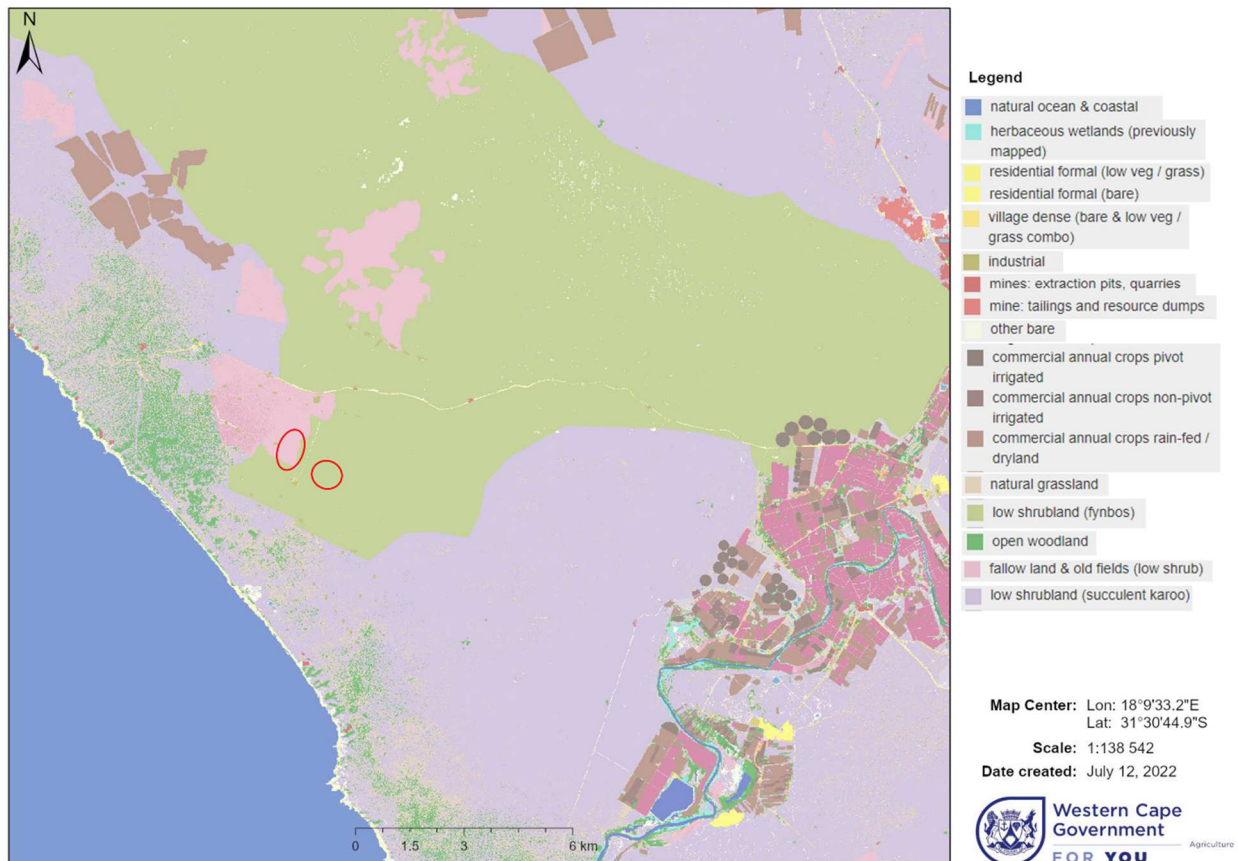 N
Legend
natural ocean & coastal
herbaceous wetlands (previously
mapped)
residential formal (low veg / grass)
residential formal (bare)
village dense (bare & low veg /
grass combo)
industrial
mines: extraction pits, quarries
mine: tailings and resource dumps
other bare
commercial annual crops pivot
irrigated
commercial annual crops non-pivot
irrigated
commercial annual crops rain-fed /
dryland
natural grassland
low shrubland (fynbos)
open woodland
fallow land & old fields (low shrub)
low shrubland (succulent karoo)
Map Center: Lon: 18°9'33.2"E
Lat: 31°30'44.9"S
Scale: 1:138 542
Date created: July 12, 2022
Western Cape
Government
Agriculture
FOR YOU
0 1.5 3 6 km